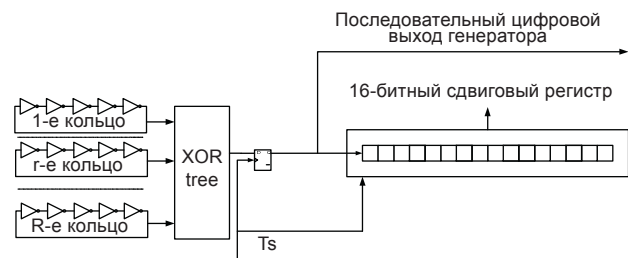 Последовательный цифровой
выход генератора
16-битный сдвиговый регистр
1-е кольцо
r-е кольцо
R-е кольцо
XOR
tree
Ts